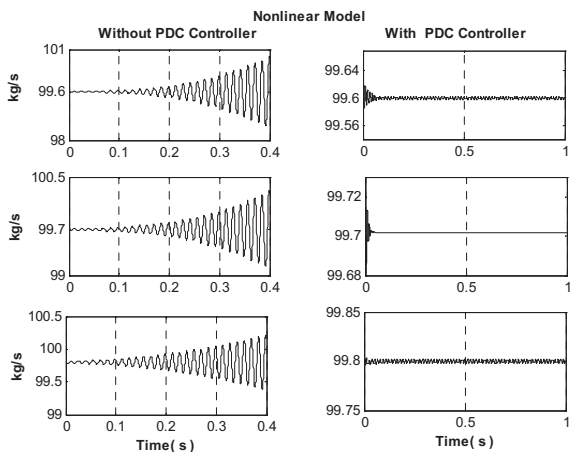 Nonlinear Model
Without PDC Controller
With PDC Controller
kg/s
101
99.6
98
0 0.1 0.2 0.3 0.4
99.64
99.6
99.56
0 0.5 1
kg/s
100.5
99.7
99
0 0.1 0.2 0.3 0.4
99.73
99.7
99.68
0 0.5 1
kg/s
100.5
100
99.5
99
0 0.1 0.2 0.3 0.4
Time( s )
99.85
99.8
99.75
0 0.5 1
Time( s )